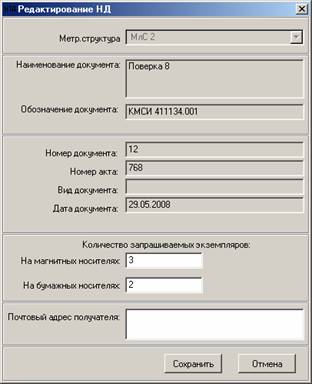 Редактирование НД
Метр.структура МлС 2
Наименование документа: Поверка 8
Обозначение документа: КМСИ 411134.001
Номер документа: 12
Номер акта: 768
Вид документа:
Дата документа: 29.05.2008
Количество запрашиваемых экземпляров:
На магнитных носителях: 3
На бумажных носителях: 2
Почтовый адрес получателя:
Сохранить Отмена